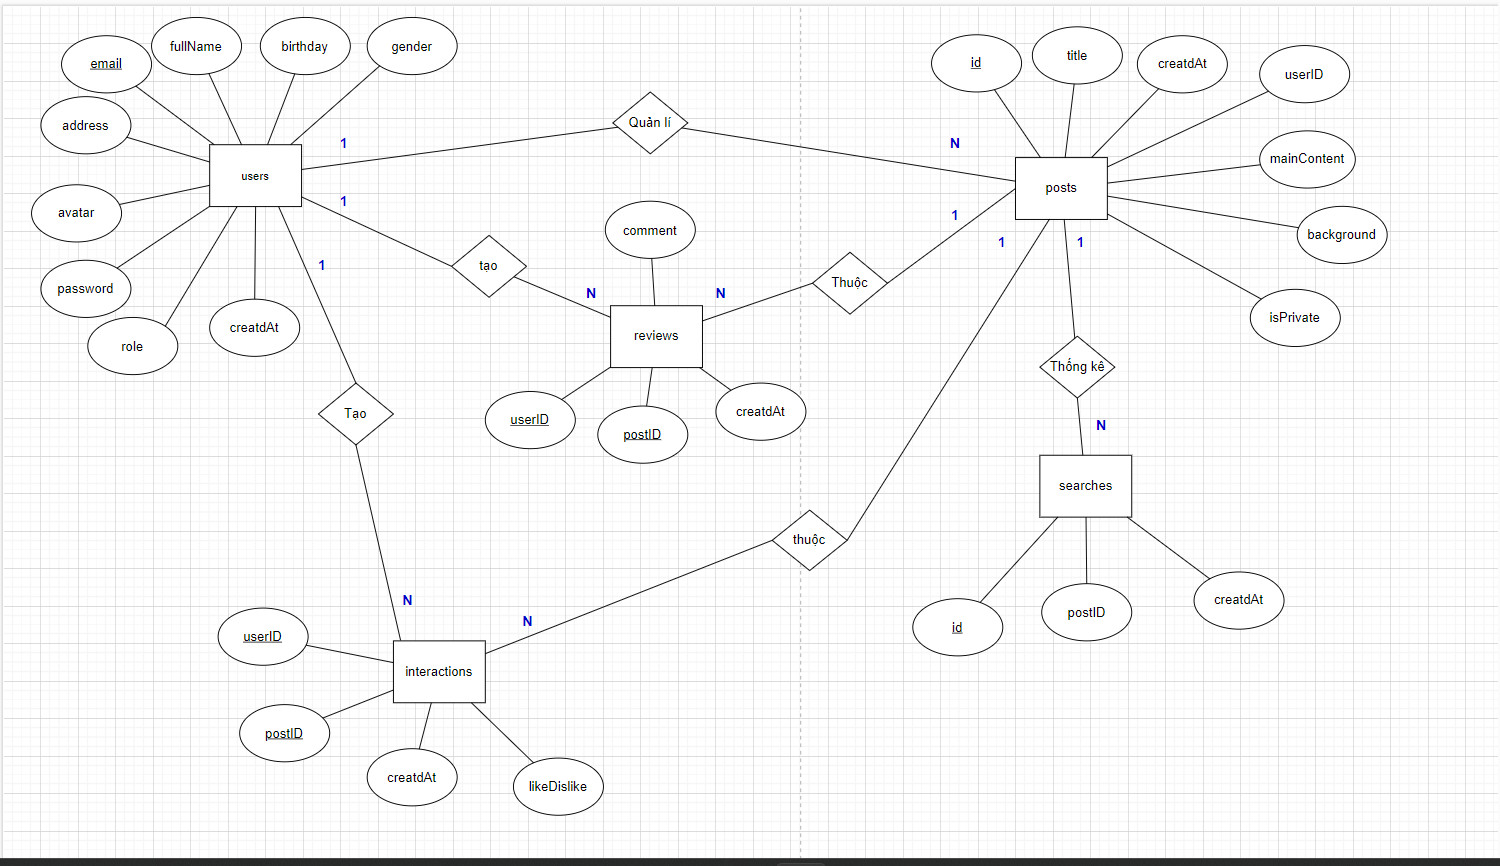 fullName
birthday
gender
email
address
users
avatar
password
role
creatdAt
1
1
1
Quản lí
N
id
title
creatdAt
userID
mainContent
background
isPrivate
posts
1
1
1
tạo
comment
Thuộc
N
N
reviews
userID
postID
creatdAt
Thống kê
N
searches
id
postID
creatdAt
Tạo
thuộc
N
N
userID
interactions
postID
creatdAt
likeDislike